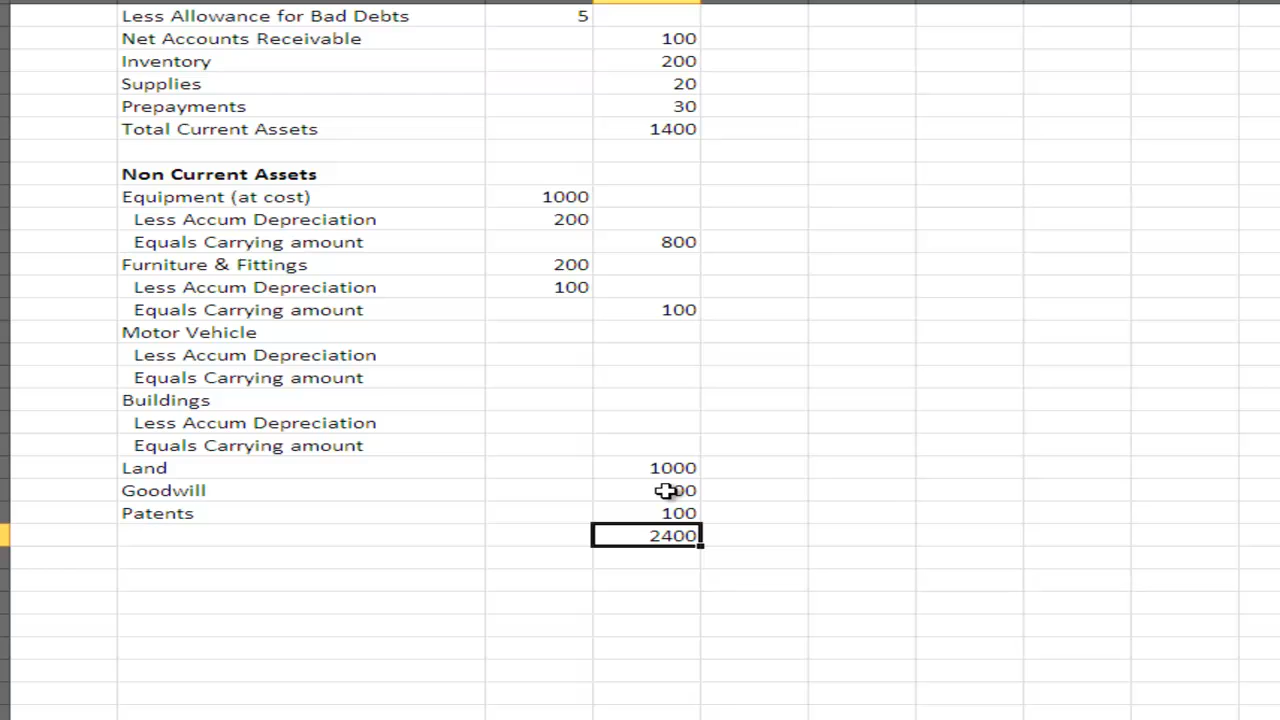 Less Allowance for Bad Debts 5
Net Accounts Receivable 100
Inventory 200
Supplies 20
Prepayments 30
Total Current Assets 1400
Non Current Assets
Equipment (at cost) 1000
Less Accum Depreciation 200
Equals Carrying amount 800
Furniture & Fittings 200
Less Accum Depreciation 100
Equals Carrying amount 100
Motor Vehicle
Less Accum Depreciation
Equals Carrying amount
Buildings
Less Accum Depreciation
Equals Carrying amount
Land 1000
Goodwill
Patents 100
2400